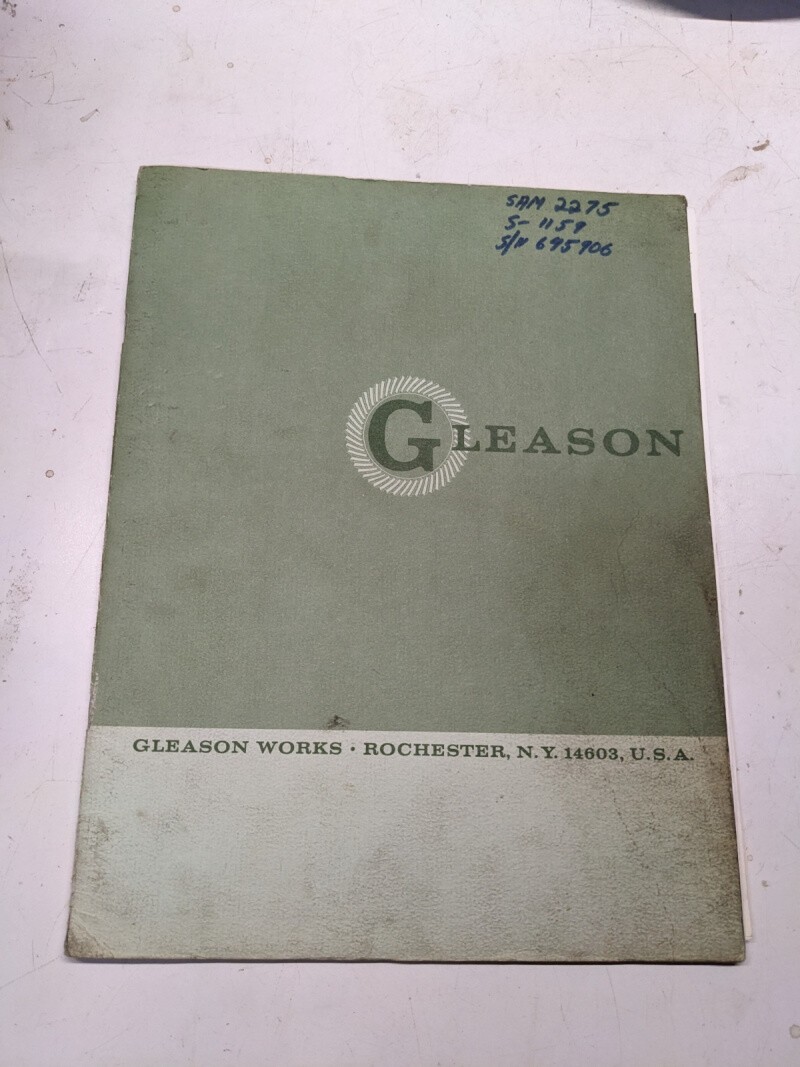 SAM 2275
S-1159
S/N 695906
GLEASON
GLEASON WORKS • ROCHESTER, N.Y. 14603, U.S.A.